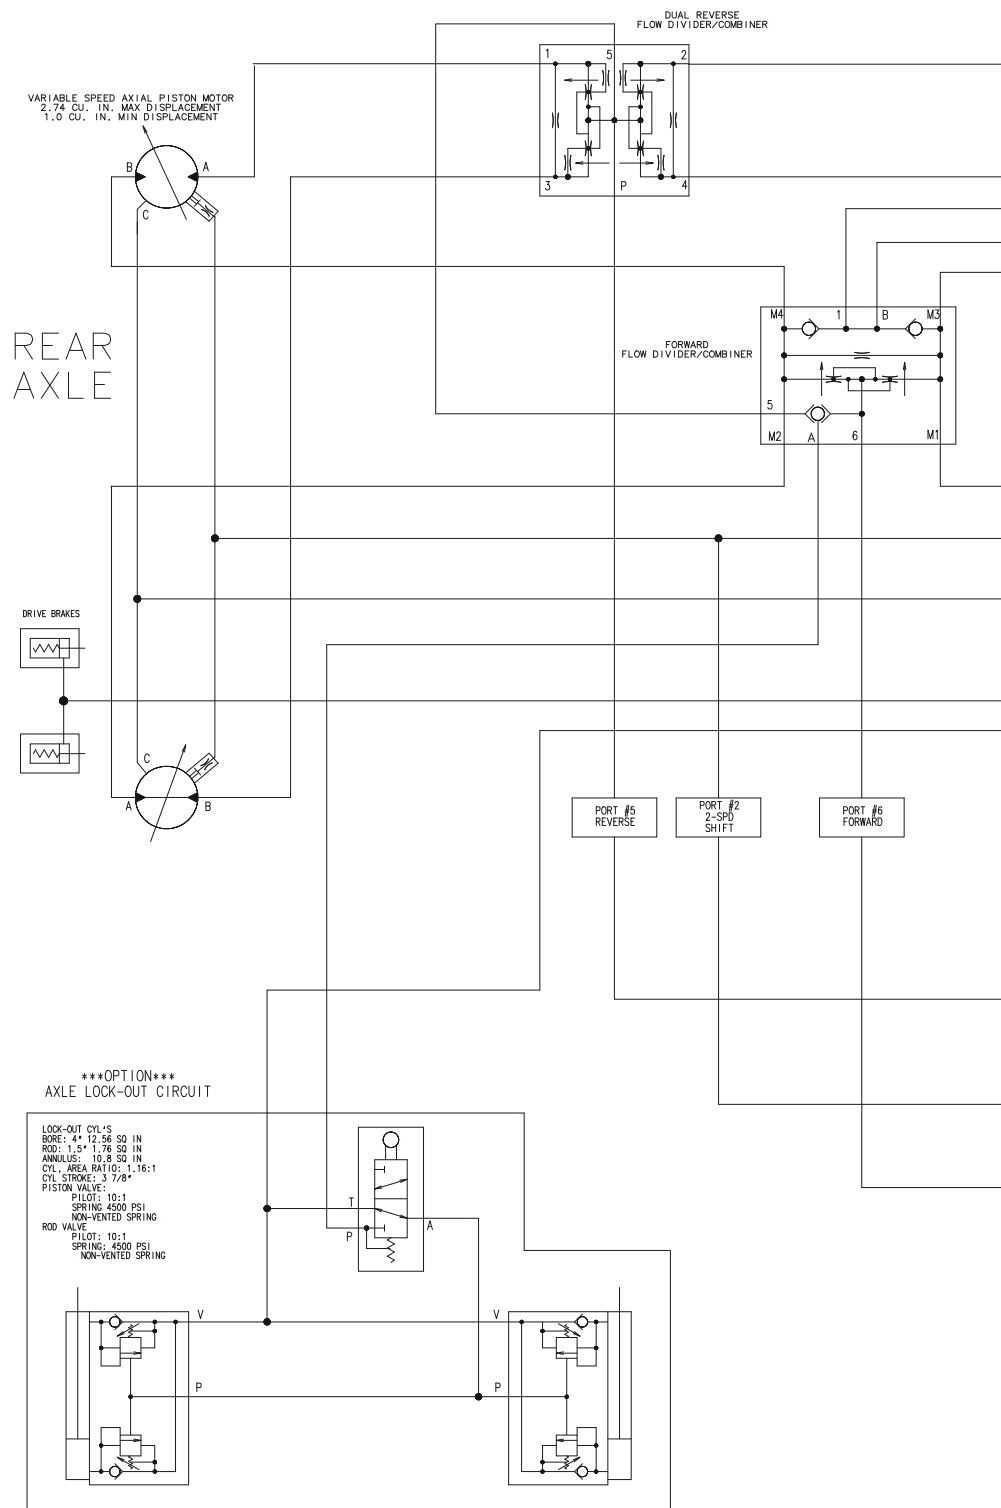 DUAL REVERSE
FLOW DIVIDER/COMBINER
1
5
2
3
P
4
VARIABLE SPEED AXIAL PISTON MOTOR
2.74 CU. IN. MAX DISPLACEMENT
1.0 CU. IN. MIN DISPLACEMENT
B
A
C
REAR
AXLE
FORWARD
FLOW DIVIDER/COMBINER
M4
1
B
M3
5
M2
A
6
M1
DRIVE BRAKES
C
A
B
PORT #5
REVERSE
PORT #2
2-SPD
SHIFT
PORT #6
FORWARD
***OPTION***
AXLE LOCK-OUT CIRCUIT
LOCK-OUT CYL'S
BORE: 4" 12.56 SQ IN
ROD: 1.5" 1.76 SQ IN
ANNULUS: 10.8 SQ IN
CYL. AREA RATIO: 1.16:1
CYL STROKE: 3 7/8"
PISTON VALVE:
PILOT: 10:1
SPRING 4500 PSI
NON-VENTED SPRING
ROD VALVE
PILOT: 10:1
SPRING: 4500 PSI
NON-VENTED SPRING
T
P
A
V
V
P
P